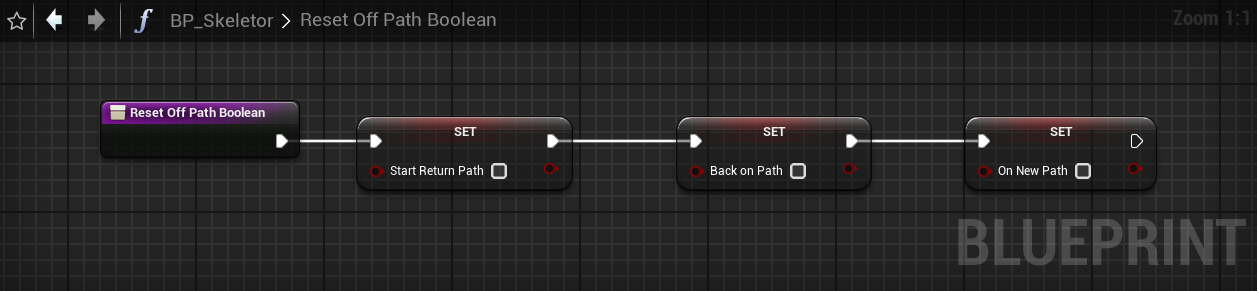 BP_Skeletor > Reset Off Path Boolean
Zoom 1:1
Reset Off Path Boolean
SET
Start Return Path
SET
Back on Path
SET
On New Path
BLUEPRINT